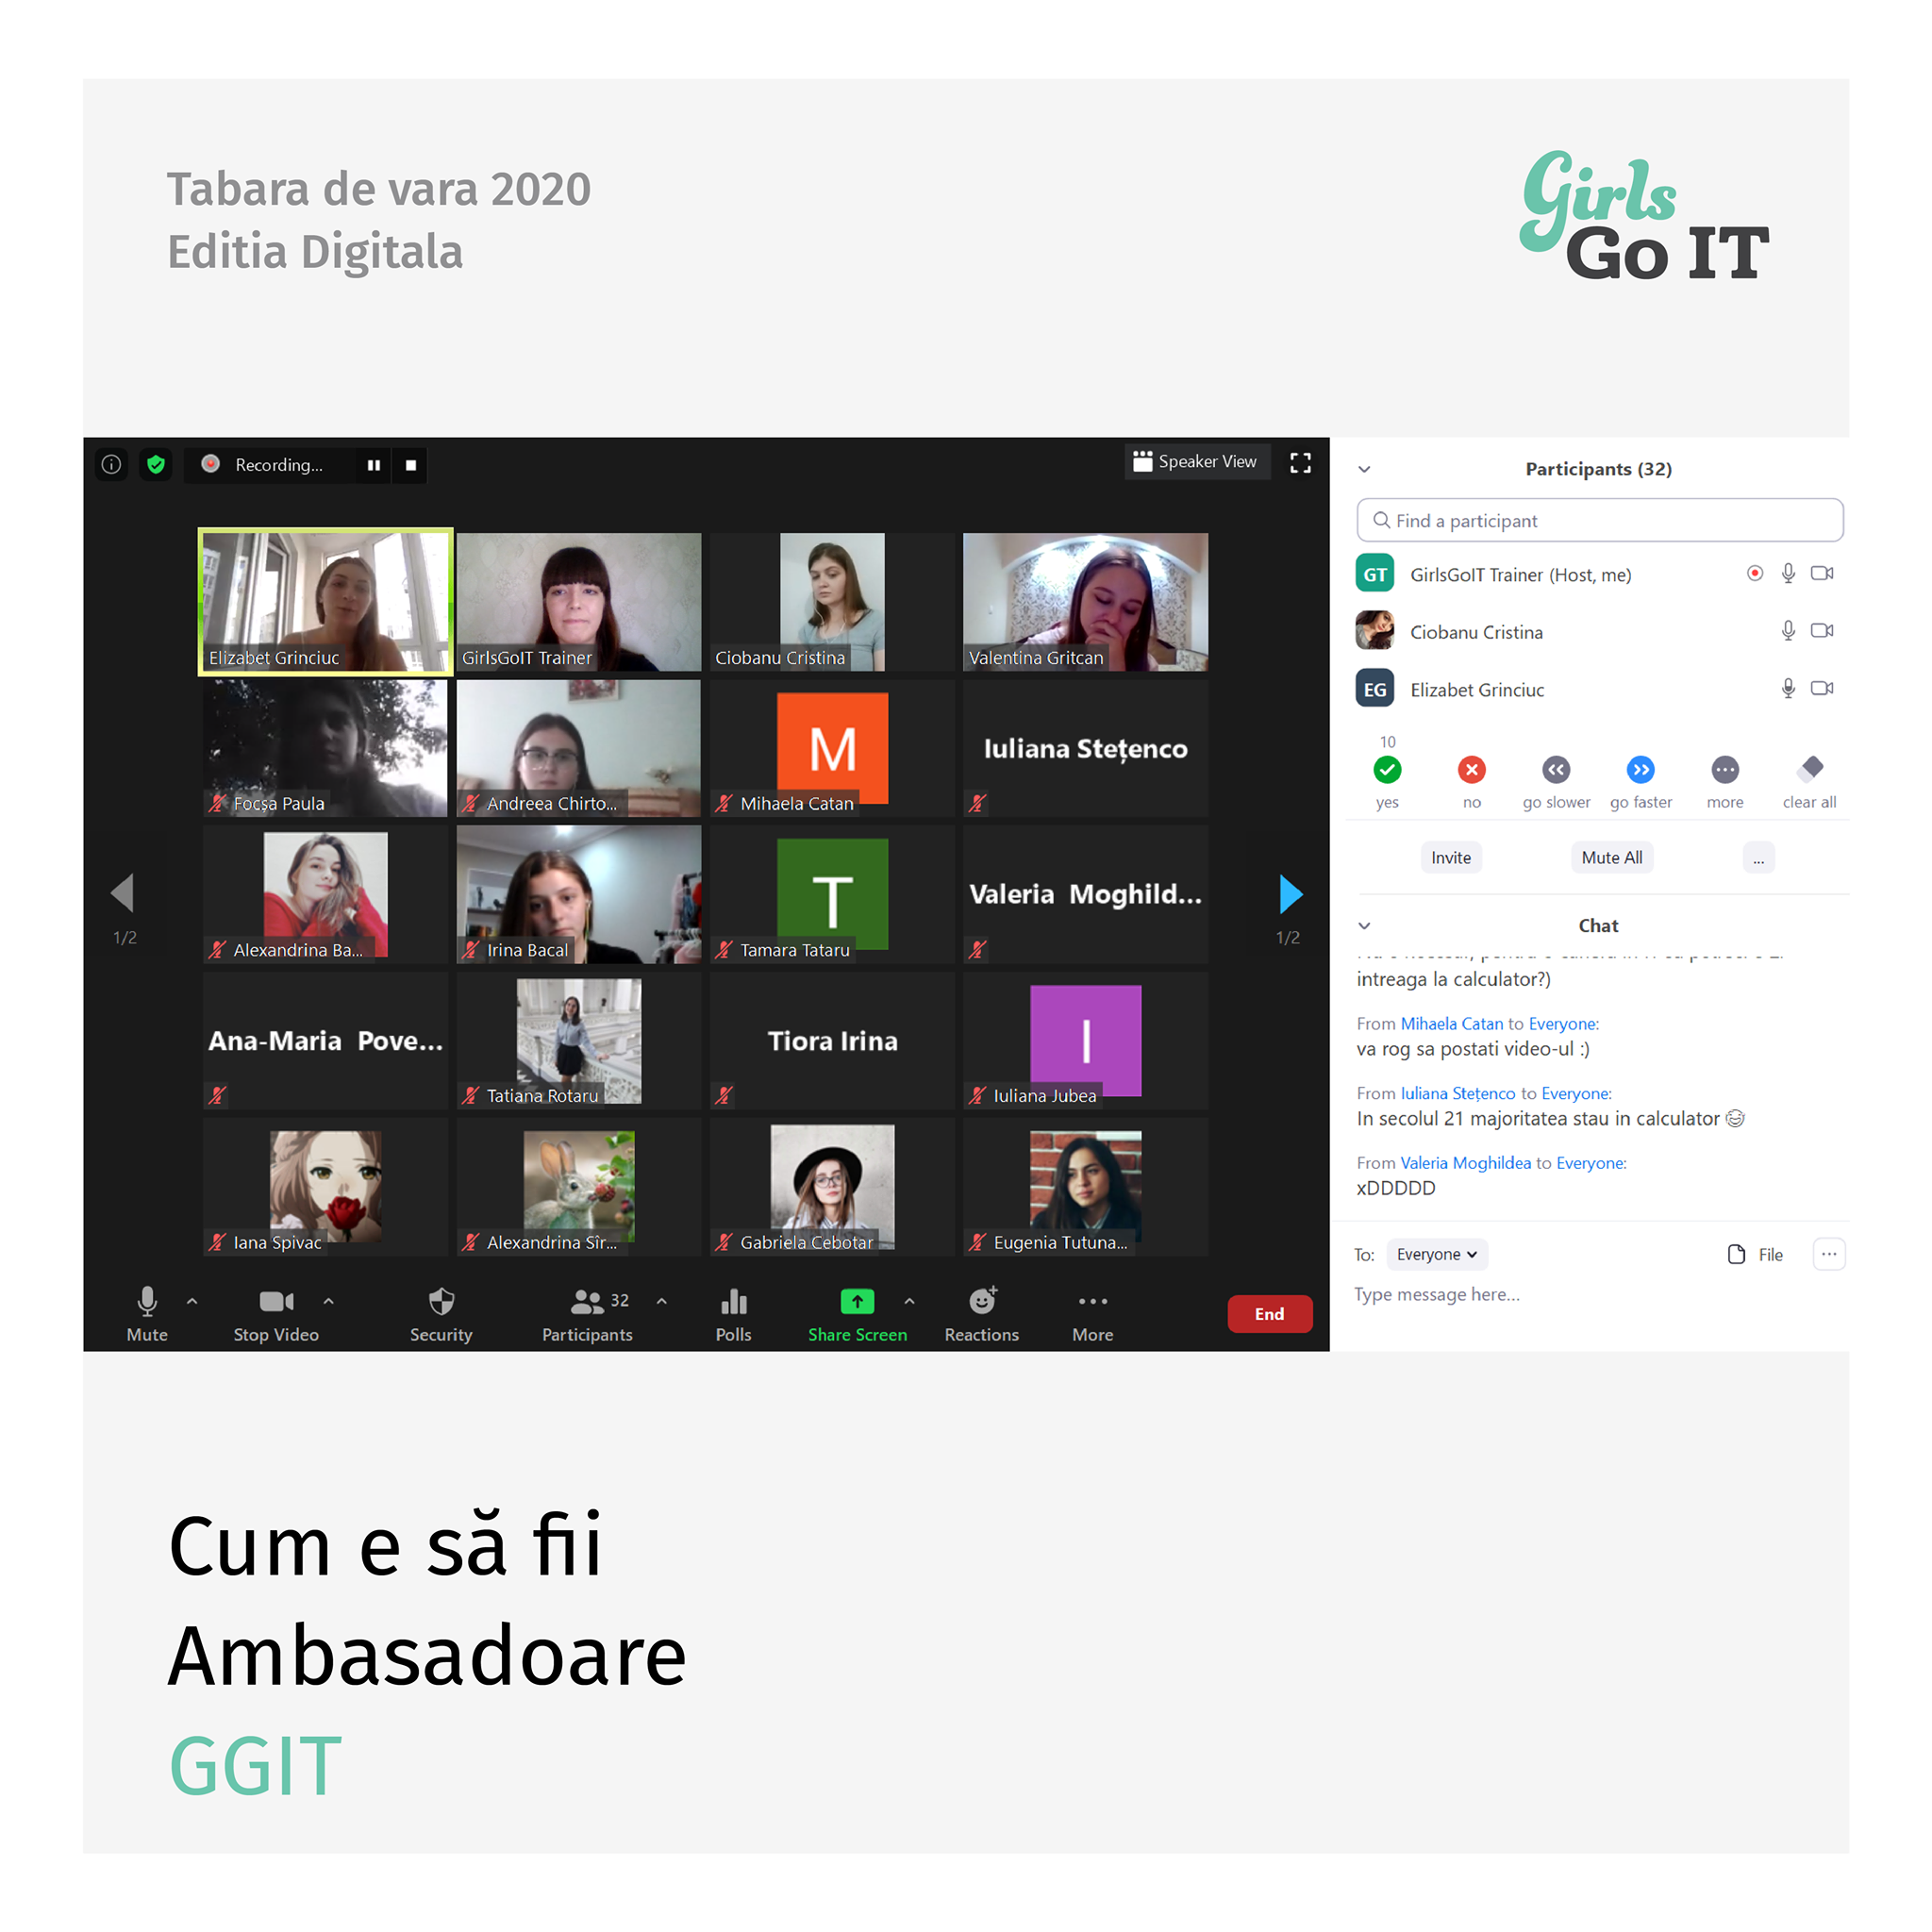 Tabara de vara 2020
Editia Digitala
Girls
Go IT
Recording...
Speaker View
Elizabet Grinciuc
GirlsGoIT Trainer
Ciobanu Cristina
Valentina Gritcan
Focșa Paula
Andreea Chirto...
Mihaela Catan
Iuliana Stețenco
Alexandrina Ba...
Irina Bacal
T
Tamara Tataru
Valeria Moghild...
M
1/2
1/2
Ana-Maria Pove...
Tatiana Rotaru
Tiora Irina
I
Iuliana Jubea
Iana Spivac
Alexandrina Sîr...
Gabriela Cebotar
Eugenia Tutuna...
Mute
Stop Video
Security
32
Participants
Polls
Share Screen
Reactions
More
End
Participants (32)
Find a participant
GT GirlsGoIT Trainer (Host, me)
Ciobanu Cristina
EG Elizabet Grinciuc
10
yes
no
go slower
go faster
more
clear all
Invite
Mute All
...
Chat
intreaga la calculator?)
From Mihaela Catan to Everyone:
va rog sa postati video-ul :)
From Iuliana Stețenco to Everyone:
In secolul 21 majoritatea stau in calculator 😅
From Valeria Moghildea to Everyone:
xDDDDD
To: Everyone
File
Type message here...
Cum e să fii
Ambasadoare
GGIT